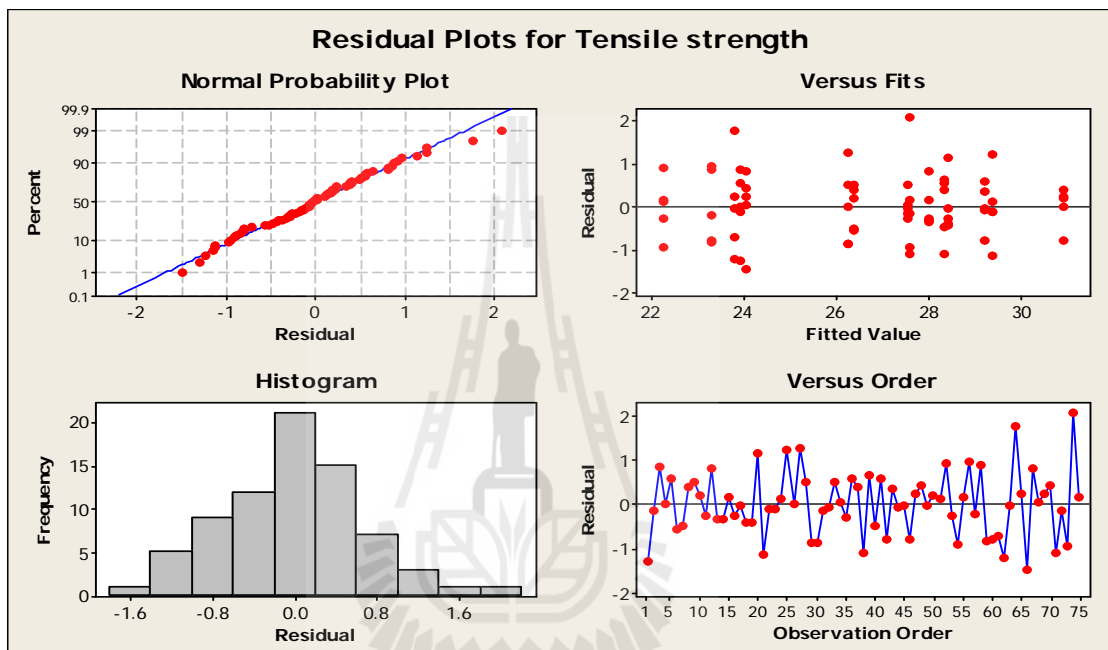 Residual Plots for Tensile strength
Normal Probability Plot
Percent
99.9
99
90
50
10
1
0.1
-2 -1 0 1 2
Residual
Versus Fits
Residual
2
1
0
-1
-2
22 24 26 28 30
Fitted Value
Histogram
Frequency
20
15
10
5
0
-1.6 -0.8 0.0 0.8 1.6
Residual
Versus Order
Residual
2
1
0
-1
-2
1 5 10 15 20 25 30 35 40 45 50 55 60 65 70 75
Observation Order